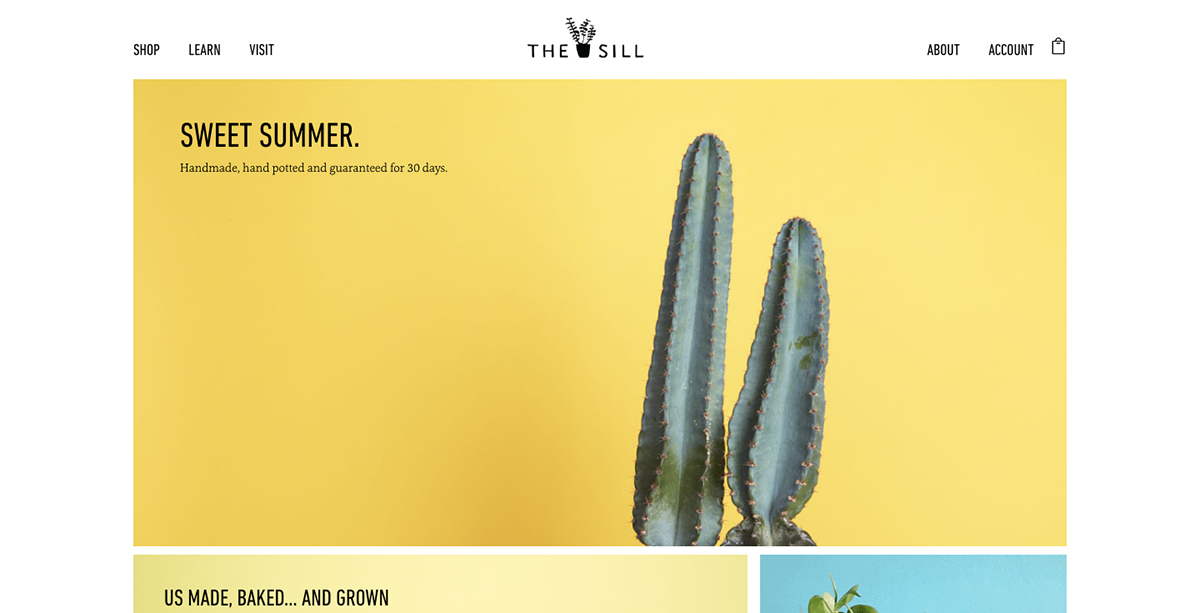 SHOP
LEARN
VISIT
THE SILL
ABOUT
ACCOUNT
SWEET SUMMER.
Handmade, hand potted and guaranteed for 30 days.
US MADE, BAKED... AND GROWN